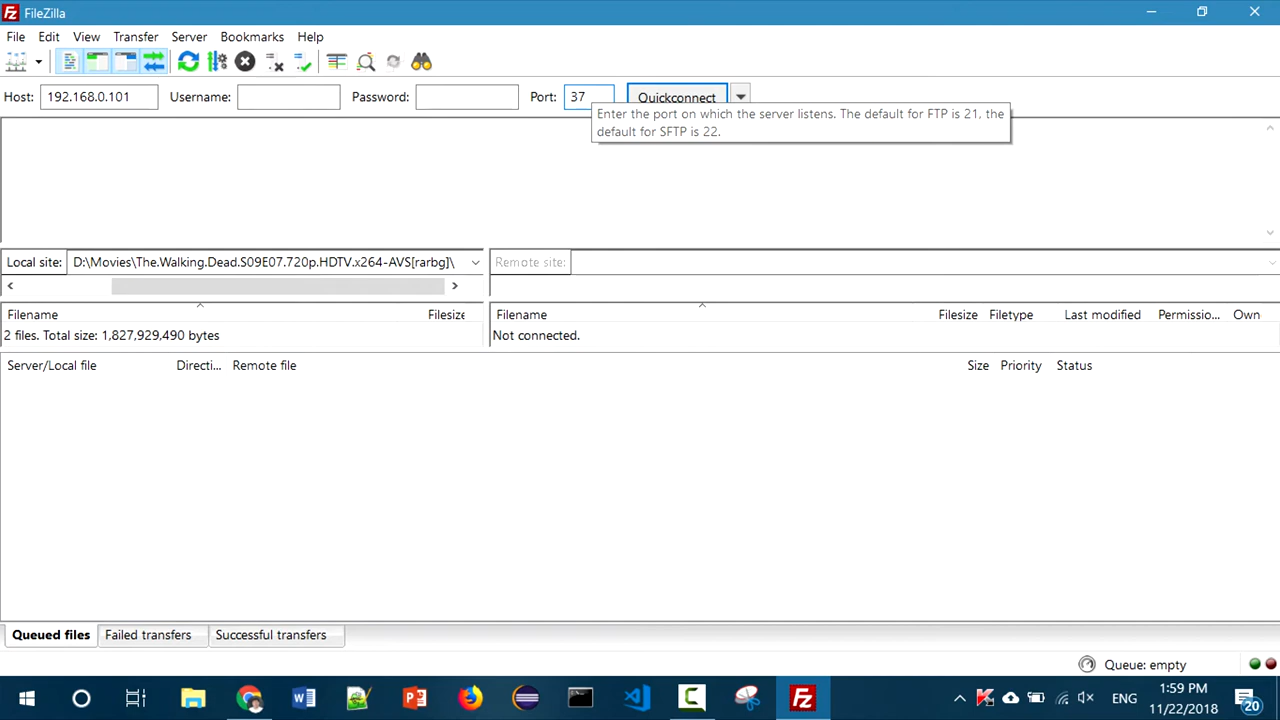 FileZilla
File Edit View Transfer Server Bookmarks Help
Host: 192.168.0.101 Username: Password: Port: 37 Quickconnect
Enter the port on which the server listens. The default for FTP is 21, the
default for SFTP is 22.
Local site: D:\Movies\The.Walking.Dead.S09E07.720p.HDTV.x264-AVS[rarbg]\ Remote site:
Filename Filesize Filename Filesize Filetype Last modified Permissio... Own
2 files. Total size: 1,827,929,490 bytes Not connected.
Server/Local file Directi... Remote file Size Priority Status
Queued files Failed transfers Successful transfers
Queue: empty
ENG 1:59 PM
11/22/2018 20